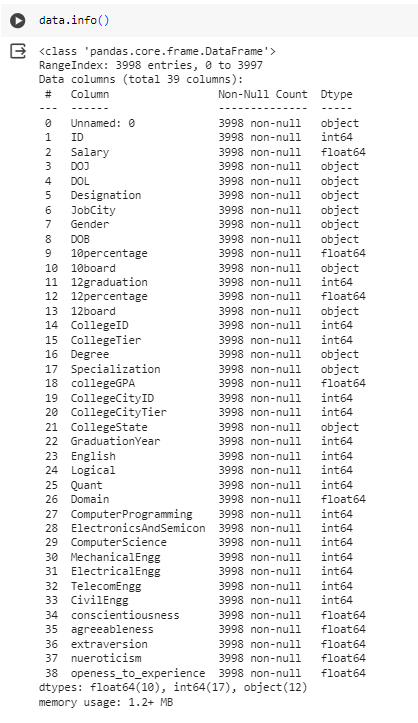 data.info()
<class 'pandas.core.frame.DataFrame'>
RangeIndex: 3998 entries, 0 to 3997
Data columns (total 39 columns):
 #   Column                 Non-Null Count  Dtype
---  ------                 --------------  -----
 0   Unnamed: 0             3998 non-null   object
 1   ID                     3998 non-null   int64
 2   Salary                 3998 non-null   float64
 3   DOJ                    3998 non-null   object
 4   DOL                    3998 non-null   object
 5   Designation            3998 non-null   object
 6   JobCity                3998 non-null   object
 7   Gender                 3998 non-null   object
 8   DOB                    3998 non-null   object
 9   10percentage           3998 non-null   float64
 10  10board                3998 non-null   object
 11  12graduation           3998 non-null   int64
 12  12percentage           3998 non-null   float64
 13  12board                3998 non-null   object
 14  CollegeID              3998 non-null   int64
 15  CollegeTier            3998 non-null   int64
 16  Degree                 3998 non-null   object
 17  Specialization         3998 non-null   object
 18  collegeGPA             3998 non-null   float64
 19  CollegeCityID          3998 non-null   int64
 20  CollegeCityTier        3998 non-null   int64
 21  CollegeState           3998 non-null   object
 22  GraduationYear         3998 non-null   int64
 23  English                3998 non-null   int64
 24  Logical                3998 non-null   int64
 25  Quant                  3998 non-null   int64
 26  Domain                 3998 non-null   float64
 27  ComputerProgramming    3998 non-null   int64
 28  ElectronicsAndSemicon  3998 non-null   int64
 29  ComputerScience        3998 non-null   int64
 30  MechanicalEngg         3998 non-null   int64
 31  ElectricalEngg         3998 non-null   int64
 32  TelecomEngg            3998 non-null   int64
 33  CivilEngg              3998 non-null   int64
 34  conscientiousness      3998 non-null   float64
 35  agreeableness          3998 non-null   float64
 36  extraversion           3998 non-null   float64
 37  nueroticism            3998 non-null   float64
 38  openess_to_experience  3998 non-null   float64
dtypes: float64(10), int64(17), object(12)
memory usage: 1.2+ MB